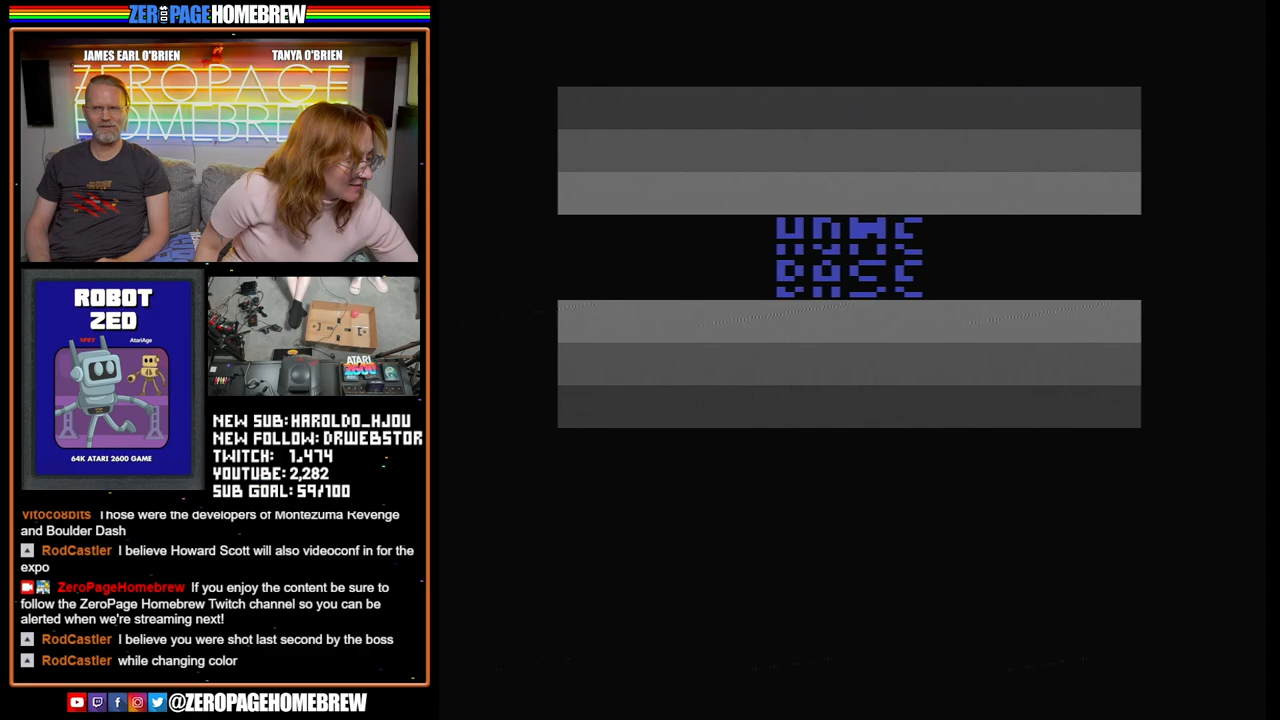 ZEROPAGE HOMEBREW
JAMES EARL O'BRIEN
TANYA O'BRIEN
ZEROPAGE
HOMEBREW
ROBOT
ZED
SPRY
AtariAge
64K ATARI 2600 GAME
ATARI
2600
NEW SUB: HAROLDO_HJOU
NEW FOLLOW: DRWEBSTOR
TWITCH: 1,474
YOUTUBE: 2,282
SUB GOAL: 59/100
Vitoco8bits Those were the developers of Montezuma Revenge
and Boulder Dash
RodCastler I believe Howard Scott will also videoconf in for the
expo
ZeroPageHomebrew If you enjoy the content be sure to
follow the ZeroPage Homebrew Twitch channel so you can be
alerted when we're streaming next!
RodCastler I believe you were shot last second by the boss
RodCastler while changing color
@ZEROPAGEHOMEBREW
HOME
BASE